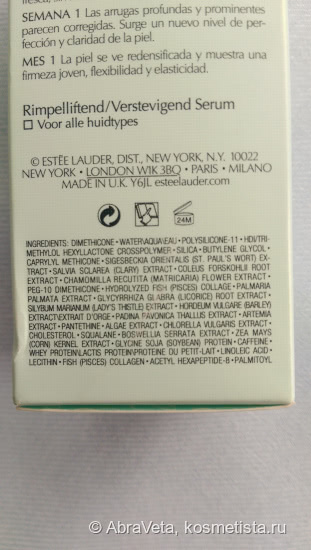 SEMANA 1 Las arrugas profundas y prominentes
parecen corregidas. Surge un nuevo nivel de per-
fección y claridad de la piel.
MES 1 La piel se ve redensificada y muestra una
firmeza joven, flexibilidad y elasticidad.
Rimpelliftend/Verstevigend Serum
Voor alle huidtypes
© ESTĒE LAUDER, DIST., NEW YORK, N.Y. 10022
NEW YORK • LONDON W1K 3BQ • PARIS • MILANO
MADE IN U.K. Y6JL esteelauder.com
24M
INGREDIENTS: DIMETHICONE • WATER\AQUA\EAU • POLYSILICONE-11 • HDI/TRI-
METHYLOL HEXYLLACTONE CROSSPOLYMER • SILICA • BUTYLENE GLYCOL •
CAPRYLYL METHICONE • SIGESBECKIA ORIENTALIS (ST. PAUL'S WORT) EX-
TRACT • SALVIA SCLAREA (CLARY) EXTRACT • COLEUS FORSKOHLII ROOT
EXTRACT • CHAMOMILLA RECUTITA (MATRICARIA) FLOWER EXTRACT •
PEG-10 DIMETHICONE • HYDROLYZED FISH (PISCES) COLLAGE • PALMARIA
PALMATA EXTRACT • GLYCYRRHIZA GLABRA (LICORICE) ROOT EXTRACT •
SILYBUM MARIANUM (LADY'S THISTLE) EXTRACT • HORDEUM VULGARE (BARLEY)
EXTRACT\EXTRAIT D'ORGE • PADINA PAVONICA THALLUS EXTRACT • ARTEMIA
EXTRACT • PANTETHINE • ALGAE EXTRACT • CHLORELLA VULGARIS EXTRACT •
CHOLESTEROL • SQUALANE • BOSWELLIA SERRATA EXTRACT • ZEA MAYS
(CORN) KERNEL EXTRACT • GLYCINE SOJA (SOYBEAN) PROTEIN • CAFFEINE •
WHEY PROTEIN\LACTIS PROTEIN\PROTÉINE DU PETIT-LAIT • LINOLEIC ACID •
LECITHIN • FISH (PISCES) COLLAGEN • ACETYL HEXAPEPTIDE-8 • PALMITOYL
© AbraVeta, kosmetista.ru